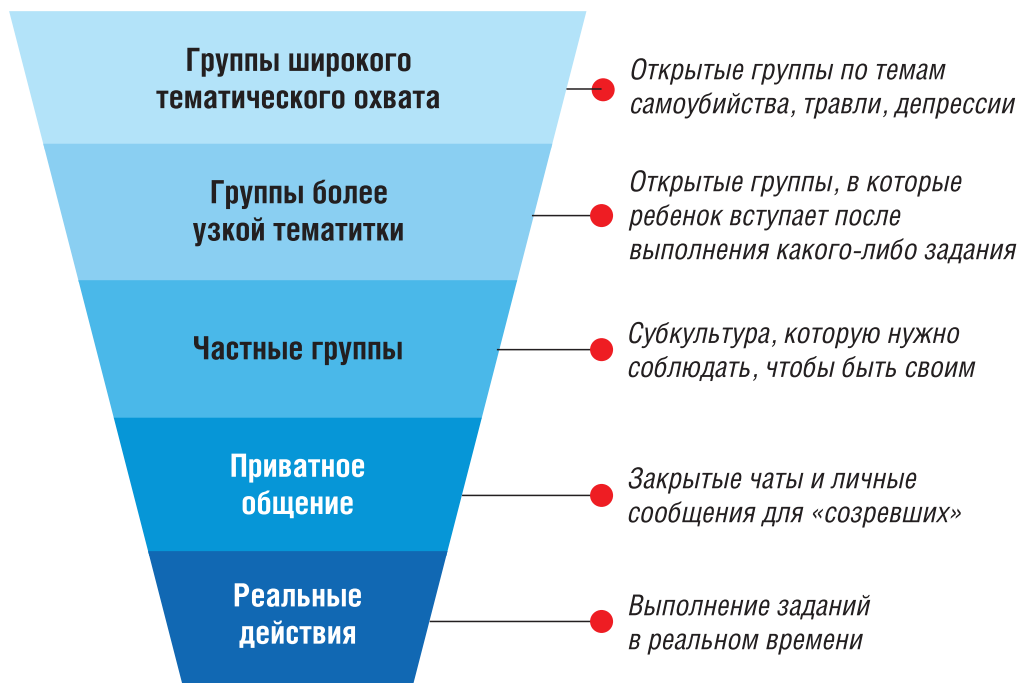 Группы широкого
тематического охвата
Открытые группы по темам
самоубийства, травли, депрессии
Группы более
узкой тематитки
Открытые группы, в которые
ребенок вступает после
выполнения какого-либо задания
Частные группы
Субкультура, которую нужно
соблюдать, чтобы быть своим
Приватное
общение
Закрытые чаты и личные
сообщения для «созревших»
Реальные
действия
Выполнение заданий
в реальном времени